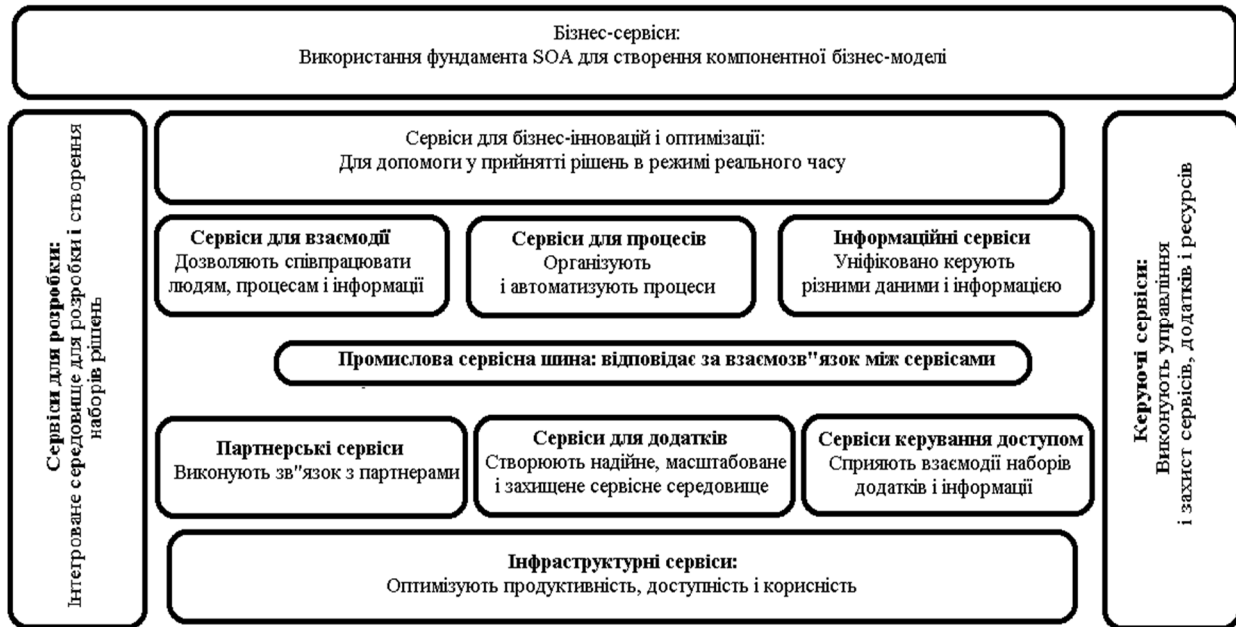 Бізнес-сервіси:
Використання фундамента SOA для створення компонентної бізнес-моделі
Сервіси для розробки:
Інтегроване середовище для розробки і створення
наборів рішень
Сервіси для бізнес-інновацій і оптимізації:
Для допомоги у прийнятті рішень в режимі реального часу
Сервіси для взаємодії
Дозволяють співпрацювати
людям, процесам і інформації
Сервіси для процесів
Організують
і автоматизують процеси
Інформаційні сервіси
Уніфіковано керують
різними даними і інформацією
Промислова сервісна шина: відповідає за взаємозв"язок між сервісами
Партнерські сервіси
Виконують зв"язок з партнерами
Сервіси для додатків
Створюють надійне, масштабоване
і захищене сервісне середовище
Сервіси керування доступом
Сприяють взаємодії наборів
додатків і інформації
Інфраструктурні сервіси:
Оптимізують продуктивність, доступність і корисність
Керуючі сервіси:
Виконують управління
і захист сервісів, додатків і ресурсів